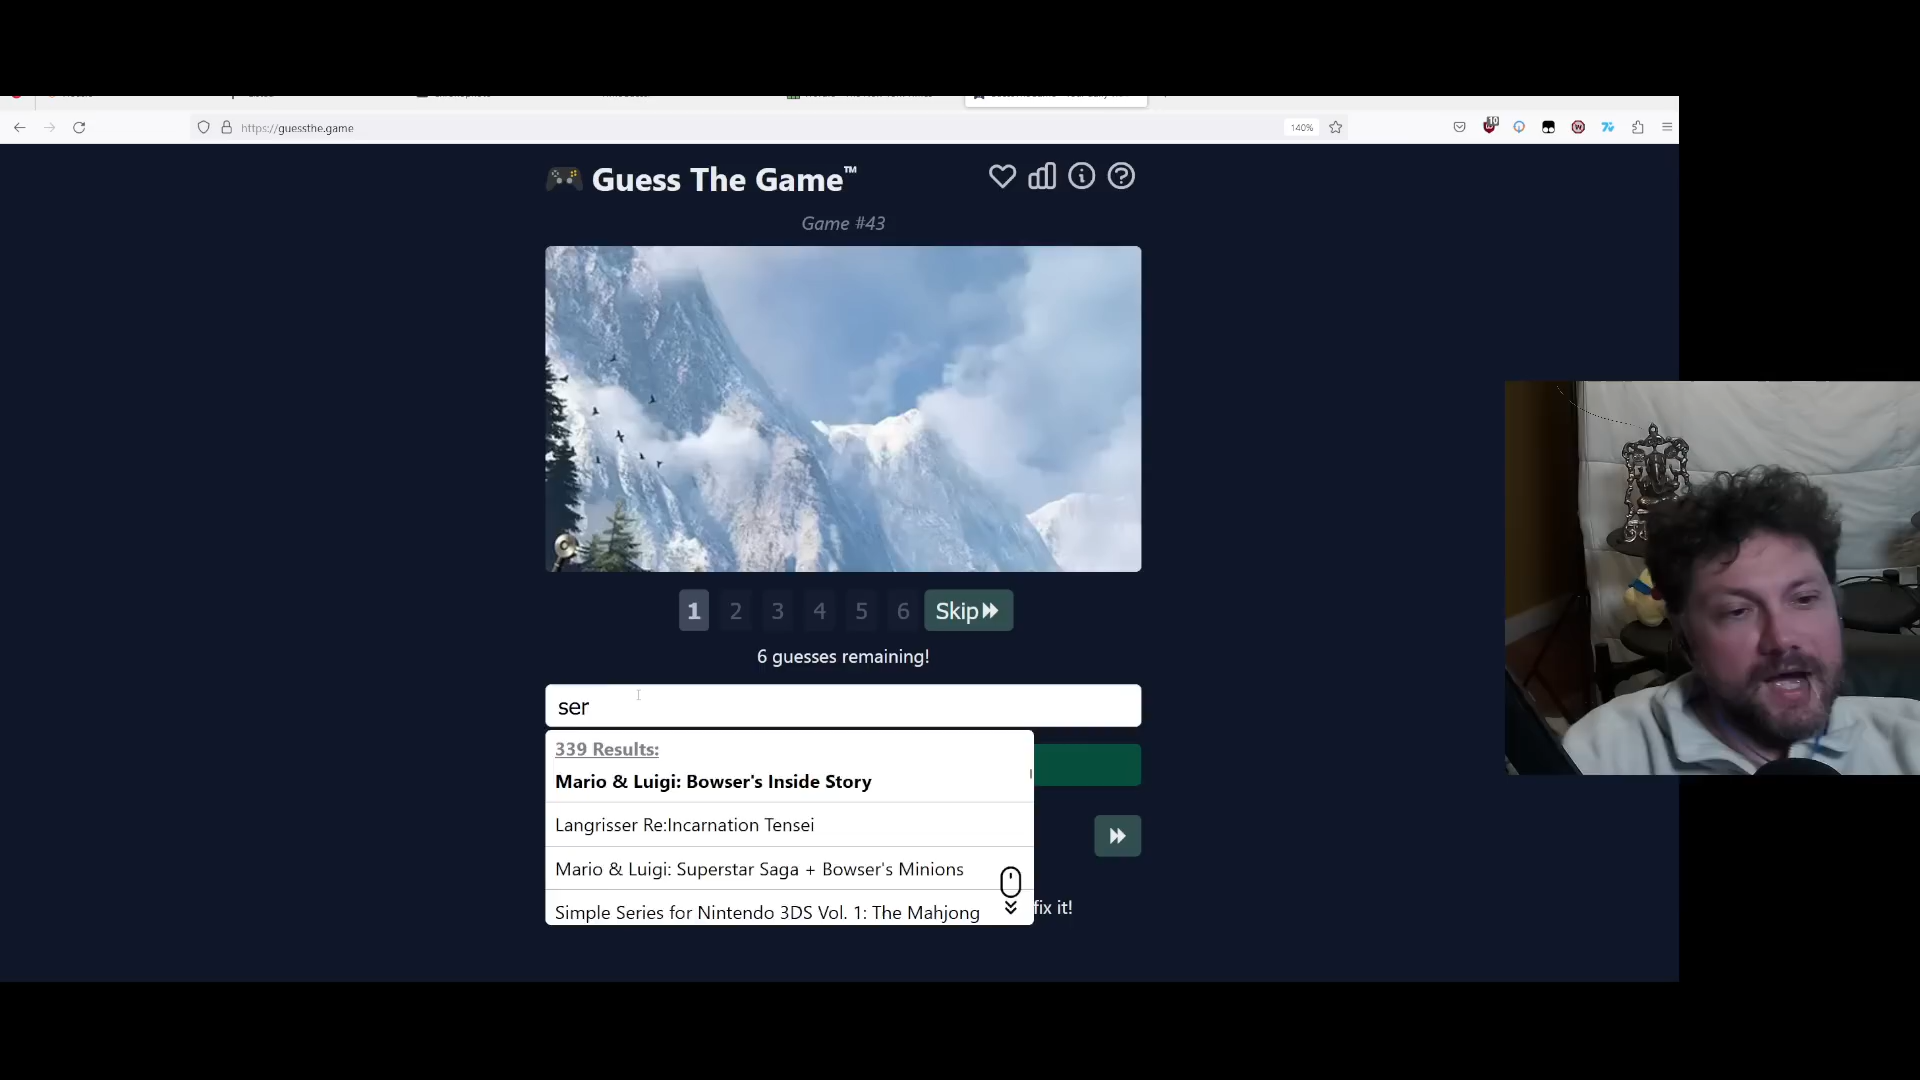 https://guessthe.game
140%
10
Guess The Game™
Game #43
1 2 3 4 5 6 Skip
6 guesses remaining!
ser
339 Results:
Mario & Luigi: Bowser's Inside Story
Langrisser Re:Incarnation Tensei
Mario & Luigi: Superstar Saga + Bowser's Minions
Simple Series for Nintendo 3DS Vol. 1: The Mahjong
fix it!